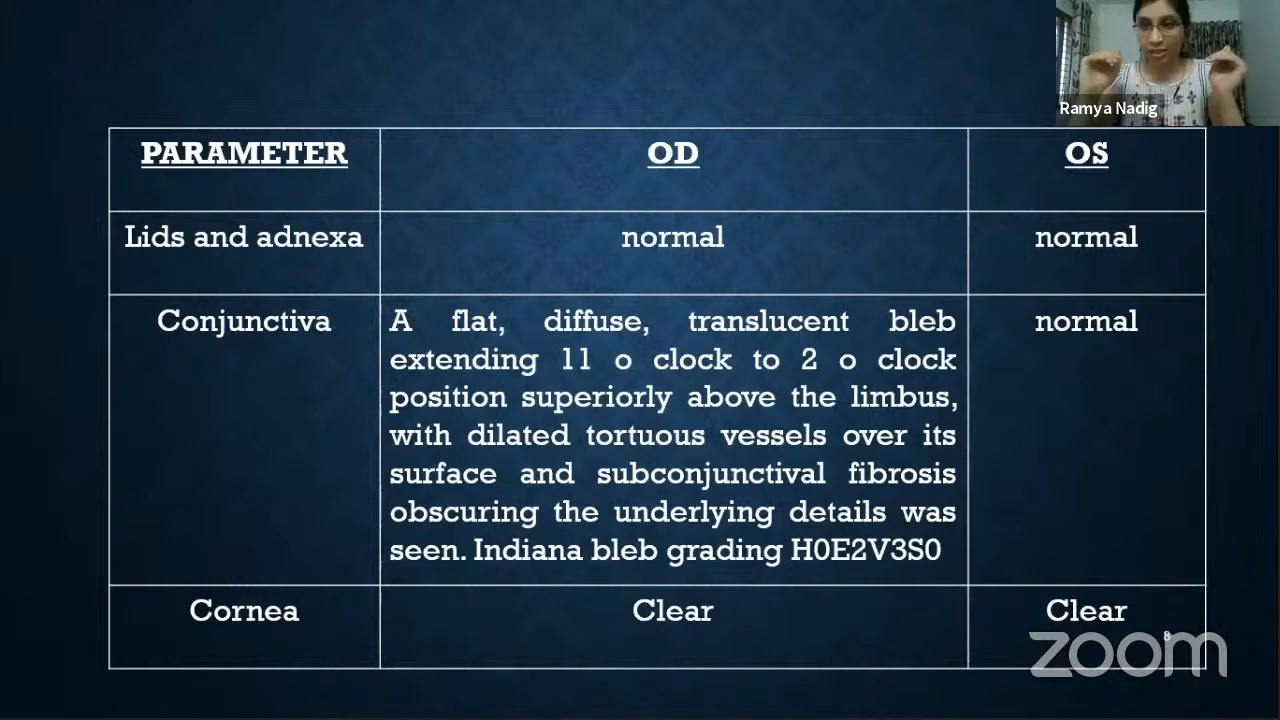 Ramya Nadig
PARAMETER OD OS
Lids and adnexa normal normal
Conjunctiva A flat, diffuse, translucent bleb normal
extending 11 o clock to 2 o clock
position superiorly above the limbus,
with dilated tortuous vessels over its
surface and subconjunctival fibrosis
obscuring the underlying details was
seen. Indiana bleb grading H0E2V3S0
Cornea Clear Clear
8
zoom